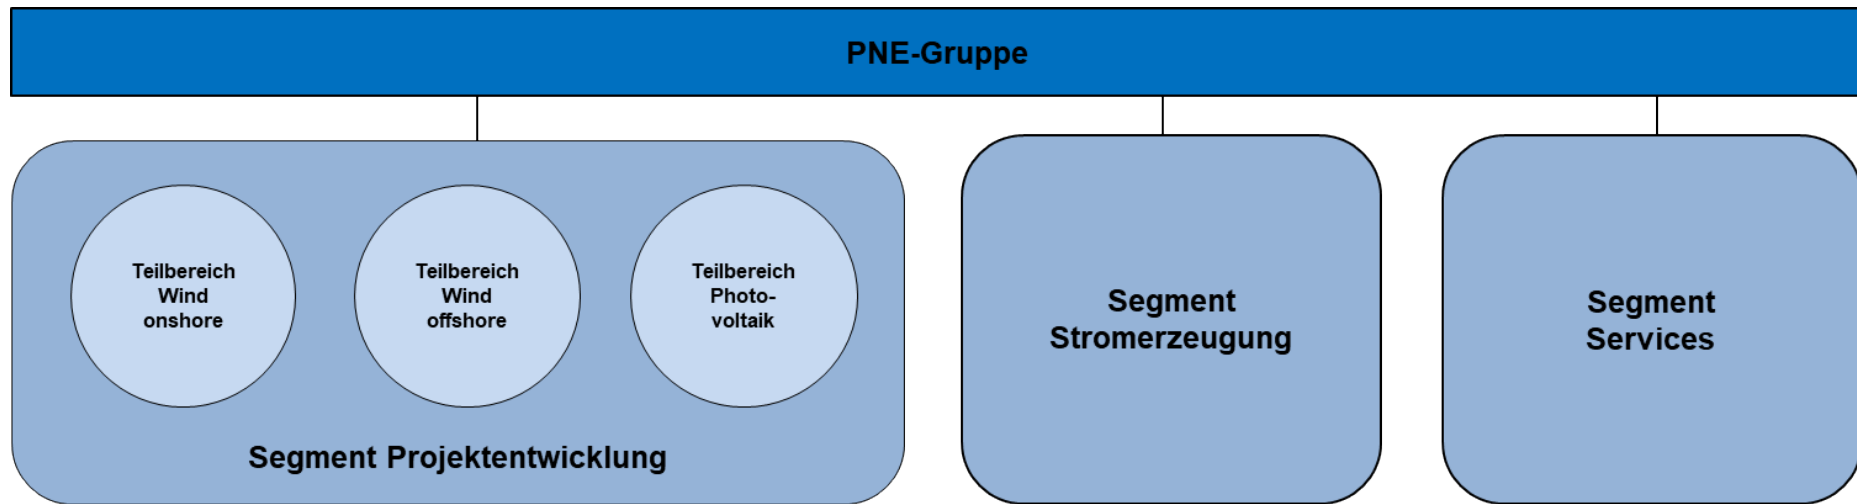 PNE-Gruppe
Teilbereich
Wind
onshore
Teilbereich
Wind
offshore
Teilbereich
Photo-
voltaik
Segment Projektentwicklung
Segment
Stromerzeugung
Segment
Services